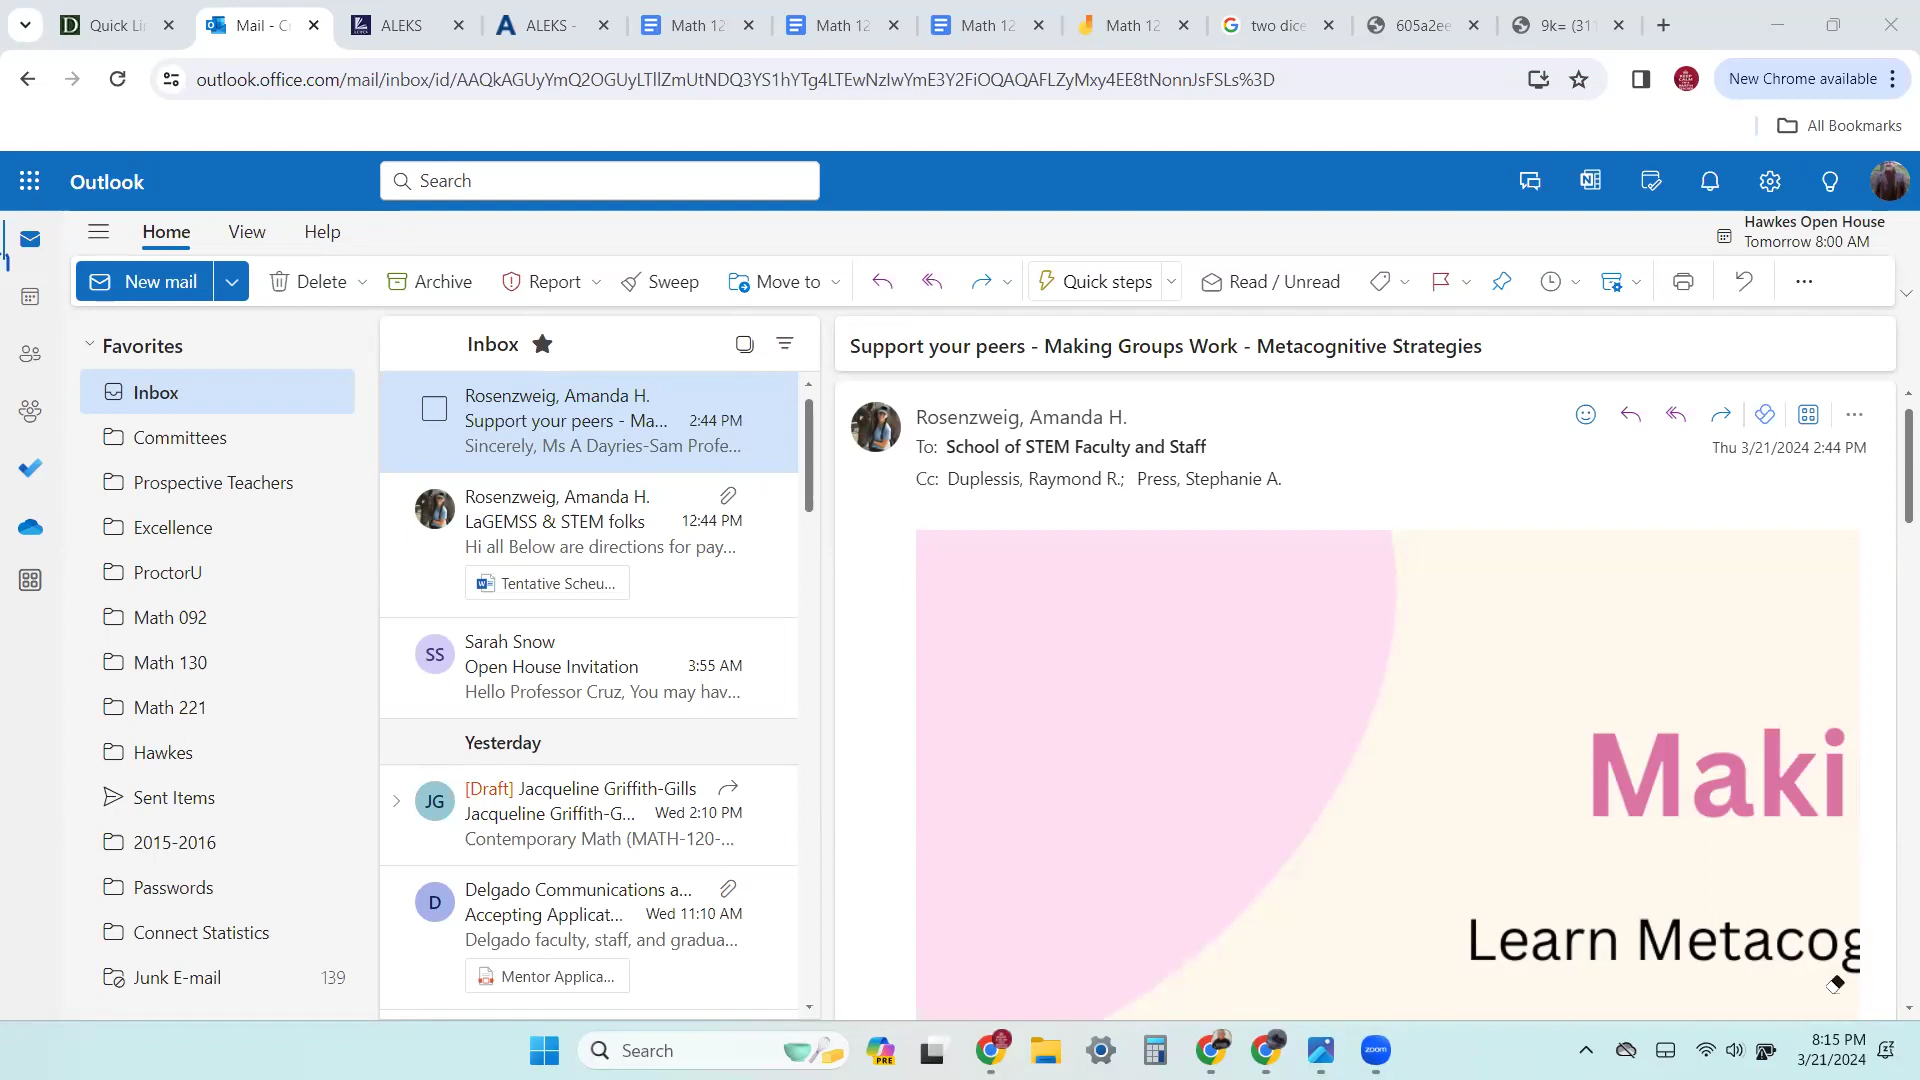 Quick Li
Mail - C
ALEKS
ALEKS -
Math 12
Math 12
Math 12
Math 12
two dice
605a2ee
9k= (311
outlook.office.com/mail/inbox/id/AAQkAGUyYmQ2OGUyLTllZmUtNDQ3YS1hYTg4LTEwNzIwYmE3Y2FiOQAQAFLZyMxy4EE8tNonnJsFSLs%3D
New Chrome available
All Bookmarks
Outlook
Search
Home
View
Help
Hawkes Open House
Tomorrow 8:00 AM
New mail
Delete
Archive
Report
Sweep
Move to
Quick steps
Read / Unread
Favorites
Inbox
Committees
Prospective Teachers
Excellence
ProctorU
Math 092
Math 130
Math 221
Hawkes
Sent Items
2015-2016
Passwords
Connect Statistics
Junk E-mail 139
Inbox
Rosenzweig, Amanda H.
Support your peers - Ma... 2:44 PM
Sincerely, Ms A Dayries-Sam Profe...
Rosenzweig, Amanda H.
LaGEMSS & STEM folks 12:44 PM
Hi all Below are directions for pay...
Tentative Scheu...
SS
Sarah Snow
Open House Invitation 3:55 AM
Hello Professor Cruz, You may hav...
Yesterday
JG
[Draft] Jacqueline Griffith-Gills
Jacqueline Griffith-G... Wed 2:10 PM
Contemporary Math (MATH-120-...
D
Delgado Communications a...
Accepting Applicat... Wed 11:10 AM
Delgado faculty, staff, and gradua...
Mentor Applica...
Support your peers - Making Groups Work - Metacognitive Strategies
Rosenzweig, Amanda H.
To: School of STEM Faculty and Staff
Thu 3/21/2024 2:44 PM
Cc: Duplessis, Raymond R.; Press, Stephanie A.
Maki
Learn Metacog
Search
PRE
zoom
8:15 PM
3/21/2024